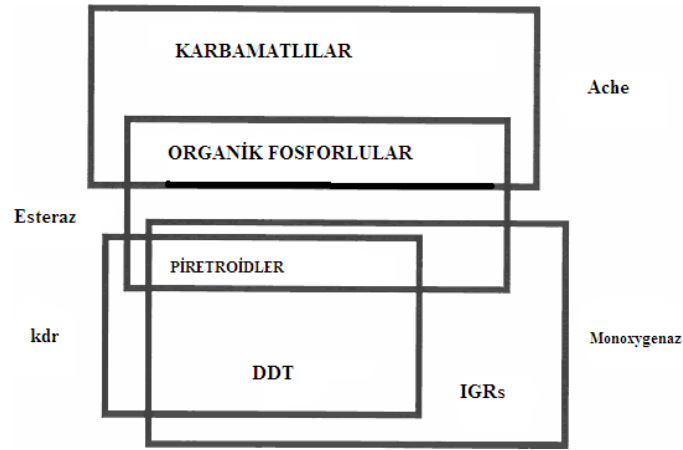 KARBAMATLILAR
Ache
ORGANİK FOSFORLULAR
Esteraz
PİRETROİDLER
kdr
Monoxygenaz
DDT
IGRs